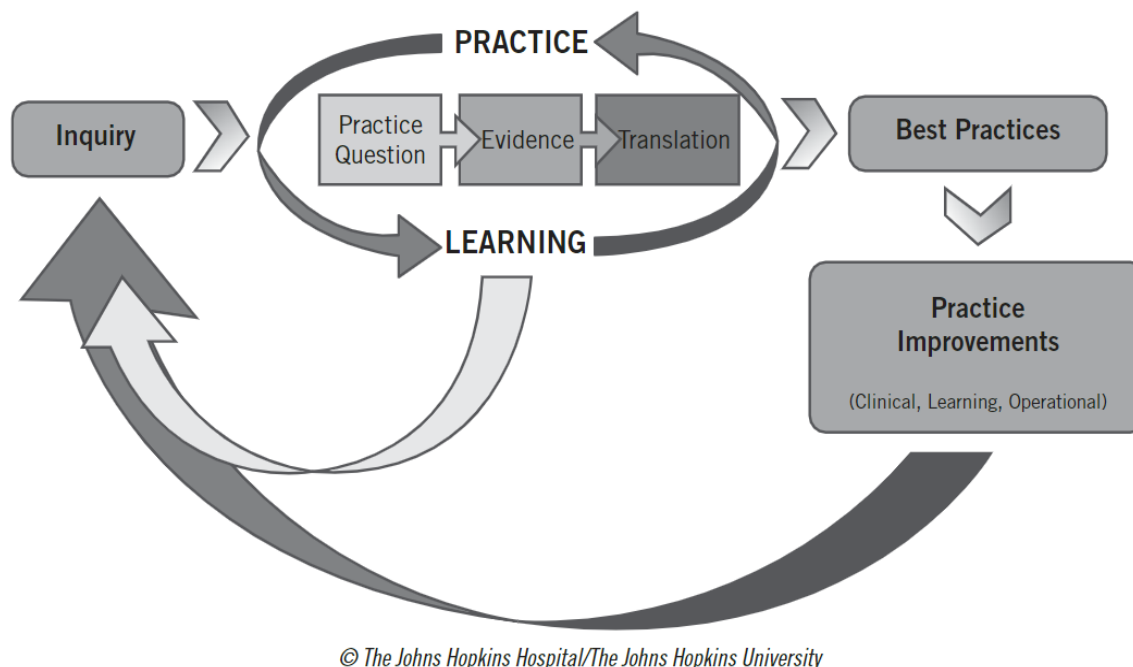 PRACTICE
Inquiry
Practice
Question
Evidence
Translation
Best Practices
LEARNING
Practice
Improvements
(Clinical, Learning, Operational)
© The Johns Hopkins Hospital/The Johns Hopkins University